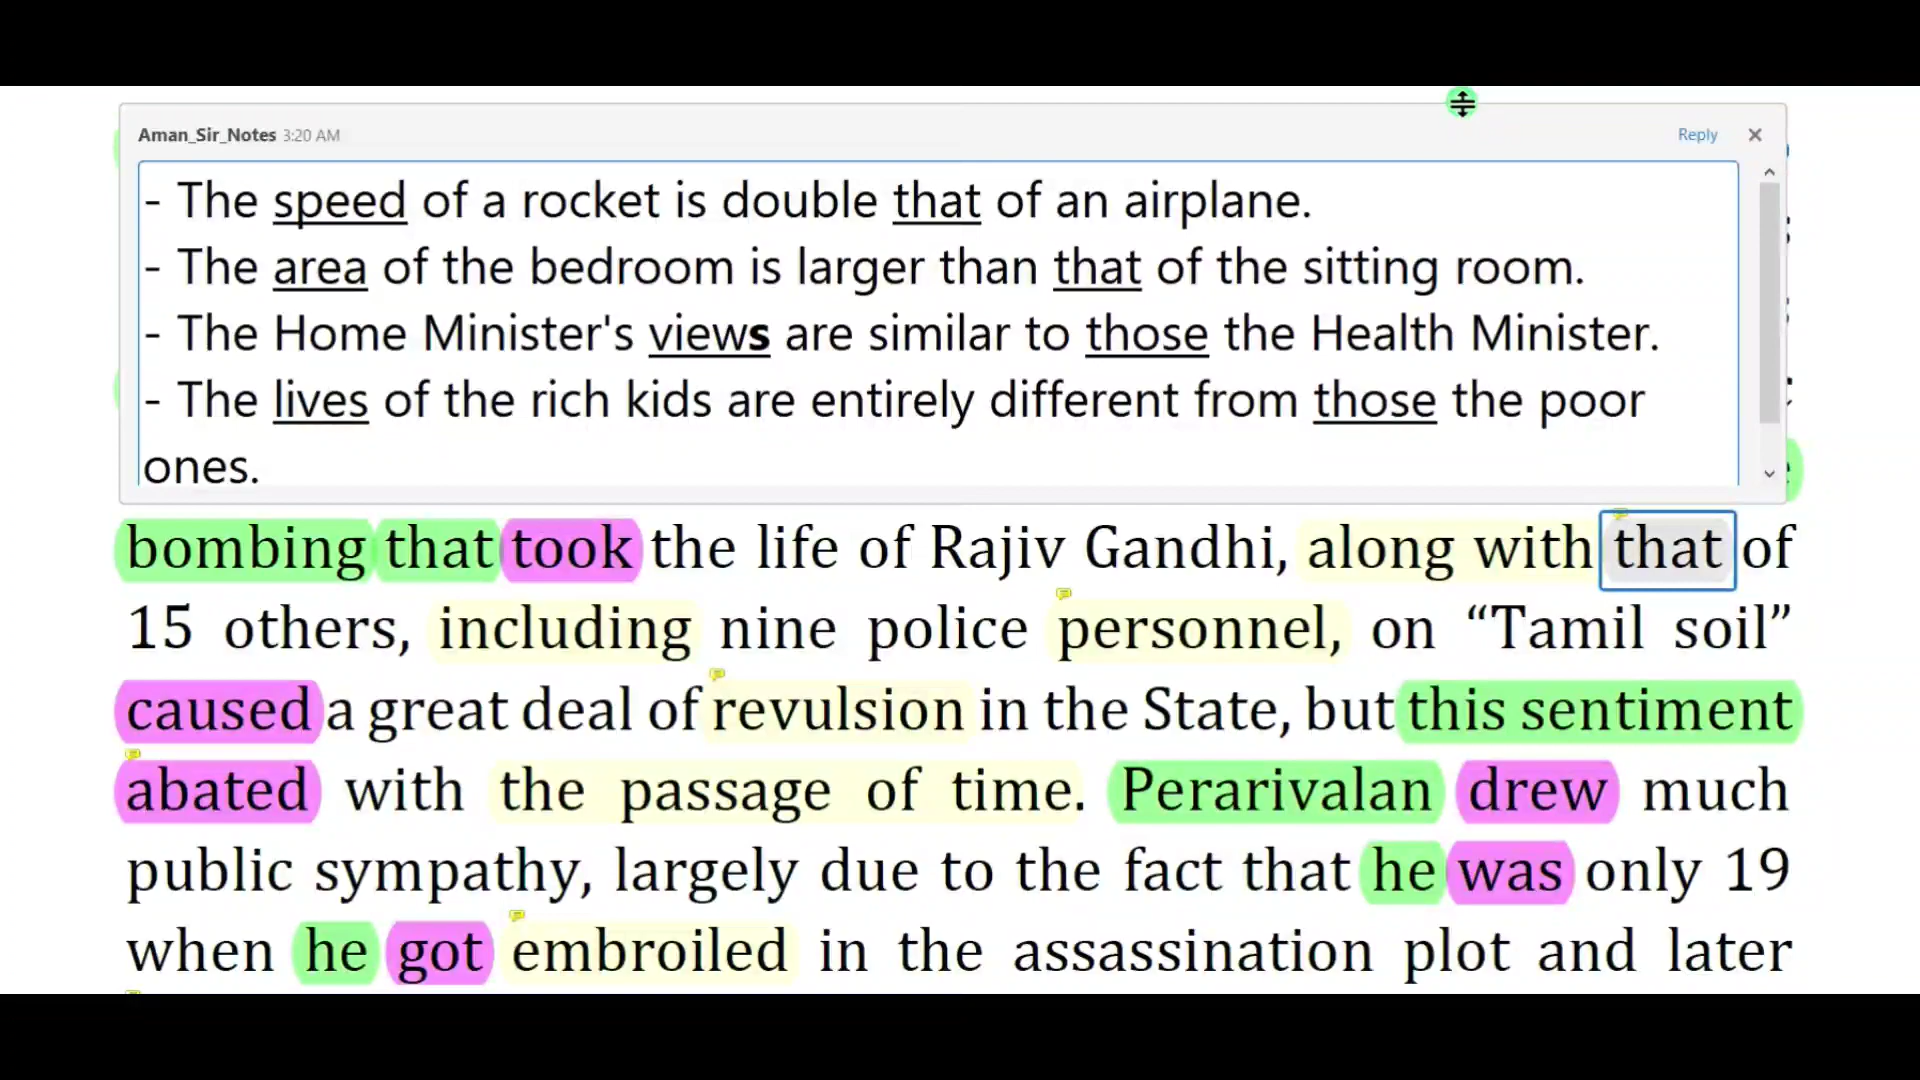 Aman_Sir_Notes 3:20 AM Reply
- The speed of a rocket is double that of an airplane.
- The area of the bedroom is larger than that of the sitting room.
- The Home Minister's views are similar to those the Health Minister.
- The lives of the rich kids are entirely different from those the poor
ones.
bombing that took the life of Rajiv Gandhi, along with that of
15 others, including nine police personnel, on “Tamil soil”
caused a great deal of revulsion in the State, but this sentiment
abated with the passage of time. Perarivalan drew much
public sympathy, largely due to the fact that he was only 19
when he got embroiled in the assassination plot and later